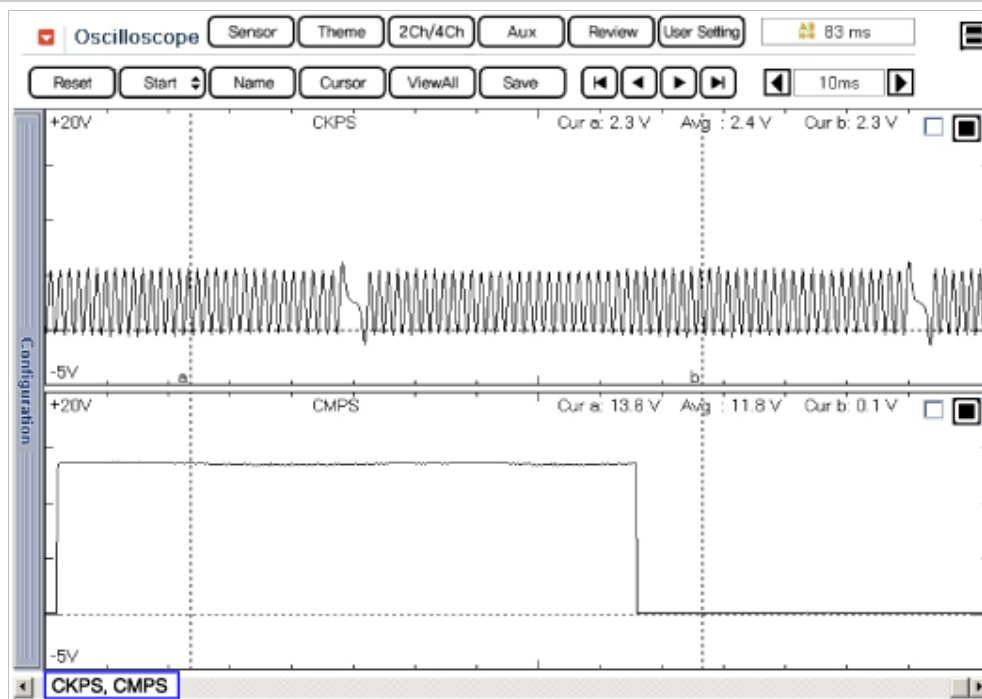 Oscilloscope Sensor Theme 2Ch/4Ch Aux Review User Setting 83 ms
Reset Start Name Cursor ViewAll Save 10ms
+20V CKPS Cur a: 2.3 V Avg : 2.4 V Cur b: 2.3 V
-5V a b
+20V CMPS Cur a: 13.6 V Avg : 11.8 V Cur b: 0.1 V
-5V
Configuration
CKPS, CMPS